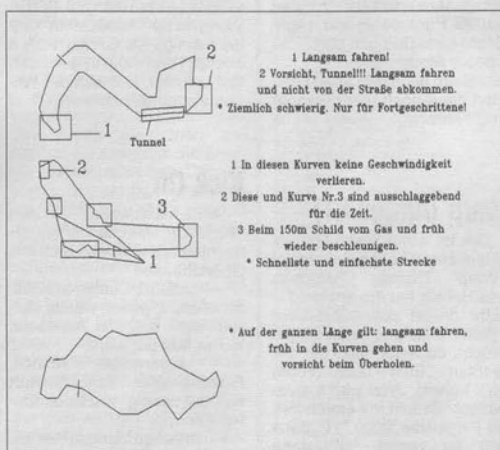 2
1 Langsam fahren!
2 Vorsicht, Tunnel!!! Langsam fahren
und nicht von der Straße abkommen.
* Ziemlich schwierig. Nur für Fortgeschrittene!
1
Tunnel
2
1 In diesen Kurven keine Geschwindigkeit
verlieren.
2 Diese und Kurve Nr.3 sind ausschlaggebend
für die Zeit.
3
3 Beim 150m Schild vom Gas und früh
wieder beschleunigen.
1
* Schnellste und einfachste Strecke
* Auf der ganzen Länge gilt: langsam fahren,
früh in die Kurven gehen und
vorsicht beim Überholen.